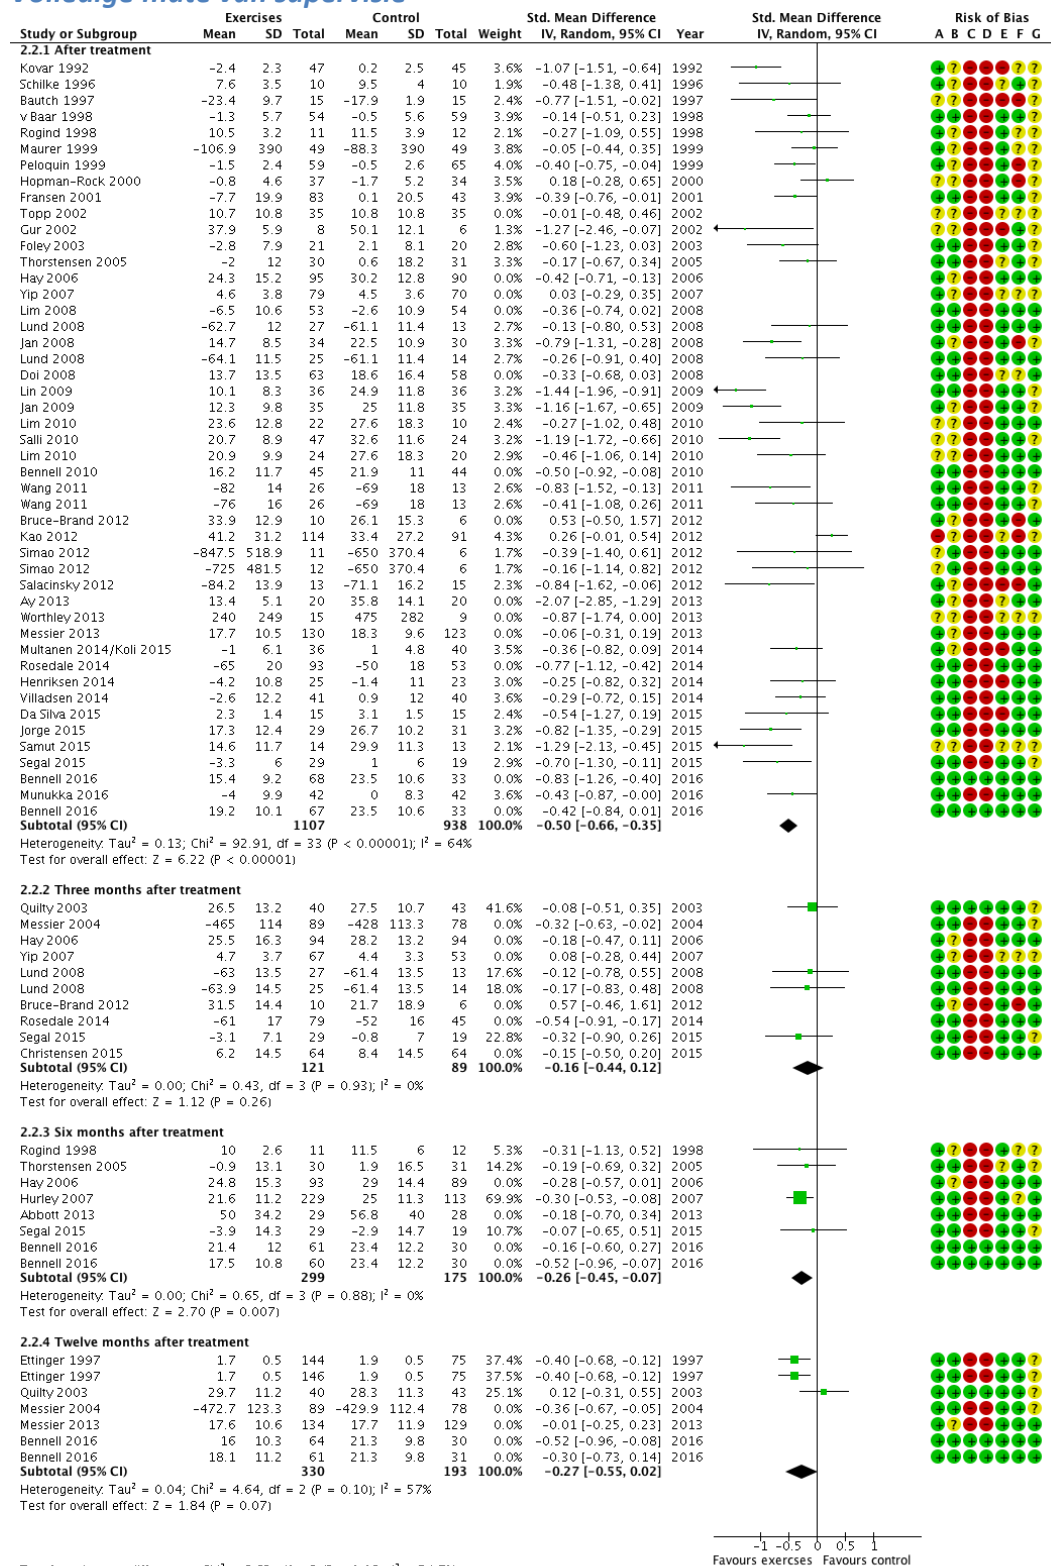 Volledige mate van supervisie
Exercises Control Std. Mean Difference Std. Mean Difference Risk of Bias
Study or Subgroup Mean SD Total Mean SD Total Weight IV, Random, 95% CI Year IV, Random, 95% CI A B C D E F G
2.2.1 After treatment
Kovar 1992 −2.4 2.3 47 0.2 2.5 45 3.6% −1.07 [−1.51, −0.64] 1992
Schilke 1996 7.6 3.5 10 9.5 4 10 1.9% −0.48 [−1.38, 0.41] 1996
Bautch 1997 −23.4 9.7 15 −17.9 1.9 15 2.4% −0.77 [−1.51, −0.02] 1997
v Baar 1998 −1.3 5.7 54 −0.5 5.6 59 3.9% −0.14 [−0.51, 0.23] 1998
Rogind 1998 10.5 3.2 11 11.5 3.9 12 2.1% −0.27 [−1.09, 0.55] 1998
Maurer 1999 −106.9 390 49 −88.3 390 49 3.8% −0.05 [−0.44, 0.35] 1999
Peloquin 1999 −1.5 2.4 59 −0.5 2.6 65 4.0% −0.40 [−0.75, −0.04] 1999
Hopman−Rock 2000 −0.8 4.6 37 −1.7 5.2 34 3.5% 0.18 [−0.28, 0.65] 2000
Fransen 2001 −7.7 19.9 83 0.1 20.5 43 3.9% −0.39 [−0.76, −0.01] 2001
Topp 2002 10.7 10.8 35 10.8 10.8 35 0.0% −0.01 [−0.48, 0.46] 2002
Gur 2002 37.9 5.9 8 50.1 12.1 6 1.3% −1.27 [−2.46, −0.07] 2002
Foley 2003 −2.8 7.9 21 2.1 8.1 20 2.8% −0.60 [−1.23, 0.03] 2003
Thorstensen 2005 −2 12 30 0.6 18.2 31 3.4% −0.17 [−0.67, 0.34] 2005
Hay 2006 24.3 15.2 95 30.2 12.8 90 0.0% −0.42 [−0.71, −0.13] 2006
Yip 2007 4.6 3.8 79 4.5 3.6 70 0.0% 0.03 [−0.29, 0.35] 2007
Lim 2008 −6.5 10.6 53 −2.6 10.9 54 0.0% −0.36 [−0.74, 0.02] 2008
Lund 2008 −62.7 12 27 −61.1 11.4 13 2.7% −0.13 [−0.80, 0.53] 2008
Jan 2008 14.7 8.5 34 22.5 10.9 30 3.3% −0.79 [−1.31, −0.28] 2008
Lund 2008 −64.1 11.5 25 −61.1 11.4 14 2.7% −0.26 [−0.91, 0.40] 2008
Doi 2008 13.7 13.5 63 18.6 16.4 58 0.0% −0.33 [−0.68, 0.03] 2008
Lin 2009 10.1 8.3 36 24.9 11.8 36 3.2% −1.44 [−1.96, −0.91] 2009
Jan 2009 12.3 9.8 35 25 11.8 35 3.3% −1.16 [−1.67, −0.65] 2009
Lim 2010 23.6 12.8 22 27.6 18.3 10 2.4% −0.27 [−1.02, 0.48] 2010
Salli 2010 20.7 8.9 47 32.6 11.6 24 3.2% −1.19 [−1.72, −0.66] 2010
Lim 2010 20.9 9.9 24 27.6 18.3 20 2.9% −0.46 [−1.06, 0.14] 2010
Bennell 2010 16.2 11.7 45 21.9 11 44 0.0% −0.50 [−0.92, −0.08] 2010
Wang 2011 −82 14 26 −69 18 13 2.6% −0.83 [−1.52, −0.13] 2011
Wang 2011 −76 16 26 −69 18 13 2.7% −0.41 [−1.08, 0.26] 2011
Bruce−Brand 2012 33.9 12.9 10 26.1 15.3 6 0.0% 0.53 [−0.50, 1.57] 2012
Kao 2012 41.2 31.2 114 33.4 27.2 91 4.3% 0.26 [−0.01, 0.54] 2012
Simao 2012 −847.5 518.9 11 −650 370.4 6 1.7% −0.39 [−1.40, 0.61] 2012
Simao 2012 −725 481.5 12 −650 370.4 6 1.7% −0.16 [−1.14, 0.82] 2012
Salacinsky 2012 −84.2 13.9 13 −71.1 16.2 15 2.3% −0.84 [−1.62, −0.06] 2012
Ay 2013 13.4 5.1 20 35.8 14.1 20 0.0% −2.07 [−2.85, −1.29] 2013
Worthley 2013 240 249 15 475 282 9 0.0% −0.87 [−1.74, 0.00] 2013
Messier 2013 17.7 10.5 130 18.3 9.6 123 0.0% −0.06 [−0.31, 0.19] 2013
Multanen 2014/Koli 2015 −1 6.1 36 1 4.8 40 3.5% −0.36 [−0.82, 0.09] 2014
Rosedale 2014 −65 20 93 −50 18 53 0.0% −0.77 [−1.12, −0.42] 2014
Henriksen 2014 −4.2 10.8 25 −1.4 11 23 3.1% −0.25 [−0.82, 0.32] 2014
Villadsen 2014 −2.6 12.2 41 0.9 12 40 3.6% −0.29 [−0.72, 0.15] 2014
Da Silva 2015 2.3 1.4 15 3.1 1.5 15 2.4% −0.54 [−1.27, 0.19] 2015
Jorge 2015 17.3 12.4 29 26.7 10.2 31 3.2% −0.82 [−1.35, −0.29] 2015
Samut 2015 14.6 11.7 14 29.9 11.3 13 2.1% −1.29 [−2.13, −0.45] 2015
Segal 2015 −3.3 6 29 1 6 19 2.9% −0.70 [−1.30, −0.11] 2015
Bennell 2016 15.4 9.2 68 23.5 10.6 33 0.0% −0.83 [−1.26, −0.40] 2016
Munukka 2016 −4 9.9 42 0 8.3 42 3.6% −0.43 [−0.87, −0.00] 2016
Bennell 2016 19.2 10.1 67 23.5 10.6 33 0.0% −0.42 [−0.84, 0.01] 2016
Subtotal (95% CI) 1107 938 100.0% −0.50 [−0.66, −0.35]
Heterogeneity: Tau² = 0.13; Chi² = 92.91, df = 33 (P < 0.00001); I² = 64%
Test for overall effect: Z = 6.22 (P < 0.00001)
2.2.2 Three months after treatment
Quilty 2003 26.5 13.2 40 27.5 10.7 43 41.6% −0.08 [−0.51, 0.35] 2003
Messier 2004 −465 114 89 −428 113.3 78 0.0% −0.32 [−0.63, −0.02] 2004
Hay 2006 25.5 16.3 94 28.2 13.2 94 0.0% −0.18 [−0.47, 0.11] 2006
Yip 2007 4.7 3.7 67 4.4 3.3 53 0.0% 0.08 [−0.28, 0.44] 2007
Lund 2008 −63 13.5 27 −61.4 13.5 13 17.6% −0.12 [−0.78, 0.55] 2008
Lund 2008 −63.9 14.5 25 −61.4 13.5 14 18.0% −0.17 [−0.83, 0.48] 2008
Bruce−Brand 2012 31.5 14.4 10 21.7 18.9 6 0.0% 0.57 [−0.46, 1.61] 2012
Rosedale 2014 −61 17 79 −52 16 45 0.0% −0.54 [−0.91, −0.17] 2014
Segal 2015 −3.1 7.1 29 −0.8 7 19 22.8% −0.32 [−0.90, 0.26] 2015
Christensen 2015 6.2 14.5 64 8.4 14.5 64 0.0% −0.15 [−0.50, 0.20] 2015
Subtotal (95% CI) 121 89 100.0% −0.16 [−0.44, 0.12]
Heterogeneity: Tau² = 0.00; Chi² = 0.43, df = 3 (P = 0.93); I² = 0%
Test for overall effect: Z = 1.12 (P = 0.26)
2.2.3 Six months after treatment
Rogind 1998 10 2.6 11 11.5 6 12 5.3% −0.31 [−1.13, 0.52] 1998
Thorstensen 2005 −0.9 13.1 30 1.9 16.5 31 14.2% −0.19 [−0.69, 0.32] 2005
Hay 2006 24.8 15.3 93 29 14.4 89 0.0% −0.28 [−0.57, 0.01] 2006
Hurley 2007 21.6 11.2 229 25 11.3 113 69.9% −0.30 [−0.53, −0.08] 2007
Abbott 2013 50 34.2 29 56.8 40 28 0.0% −0.18 [−0.70, 0.34] 2013
Segal 2015 −3.9 14.3 29 −2.9 14.7 19 10.7% −0.07 [−0.65, 0.51] 2015
Bennell 2016 21.4 12 61 23.4 12.2 30 0.0% −0.16 [−0.60, 0.27] 2016
Bennell 2016 17.5 10.8 60 23.4 12.2 30 0.0% −0.52 [−0.96, −0.07] 2016
Subtotal (95% CI) 299 175 100.0% −0.26 [−0.45, −0.07]
Heterogeneity: Tau² = 0.00; Chi² = 0.65, df = 3 (P = 0.88); I² = 0%
Test for overall effect: Z = 2.70 (P = 0.007)
2.2.4 Twelve months after treatment
Ettinger 1997 1.7 0.5 144 1.9 0.5 75 37.4% −0.40 [−0.68, −0.12] 1997
Ettinger 1997 1.7 0.5 146 1.9 0.5 75 37.5% −0.40 [−0.68, −0.12] 1997
Quilty 2003 29.7 11.2 40 28.3 11.3 43 25.1% 0.12 [−0.31, 0.55] 2003
Messier 2004 −472.7 123.3 89 −429.9 112.4 78 0.0% −0.36 [−0.67, −0.05] 2004
Messier 2013 17.6 10.6 134 17.7 11.9 129 0.0% −0.01 [−0.25, 0.23] 2013
Bennell 2016 16 10.3 64 21.3 9.8 30 0.0% −0.52 [−0.96, −0.08] 2016
Bennell 2016 18.1 11.2 61 21.3 9.8 31 0.0% −0.30 [−0.73, 0.14] 2016
Subtotal (95% CI) 330 193 100.0% −0.27 [−0.55, 0.02]
Heterogeneity: Tau² = 0.04; Chi² = 4.64, df = 2 (P = 0.10); I² = 57%
Test for overall effect: Z = 1.84 (P = 0.07)
−1 −0.5 0 0.5 1
Favours exercses Favours control